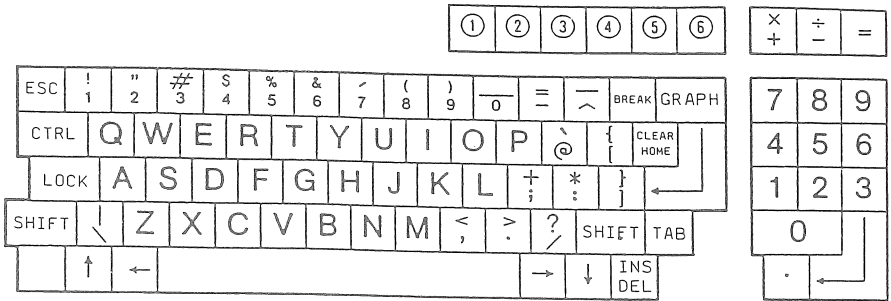 ① ② ③ ④ ⑤ ⑥ × + ÷ − =
ESC ! 1 " 2 # 3 $ 4 % 5 & 6 ' 7 ( 8 ) 9 _ 0 = - ‾ ^ BREAK GRAPH 7 8 9
CTRL Q W E R T Y U I O P ` @ { [ CLEAR HOME 4 5 6
LOCK A S D F G H J K L + ; * : } ] ↵ 1 2 3
SHIFT | \ Z X C V B N M < , > . ? / SHIFT TAB 0
↑ ← → ↓ INS DEL . ↵